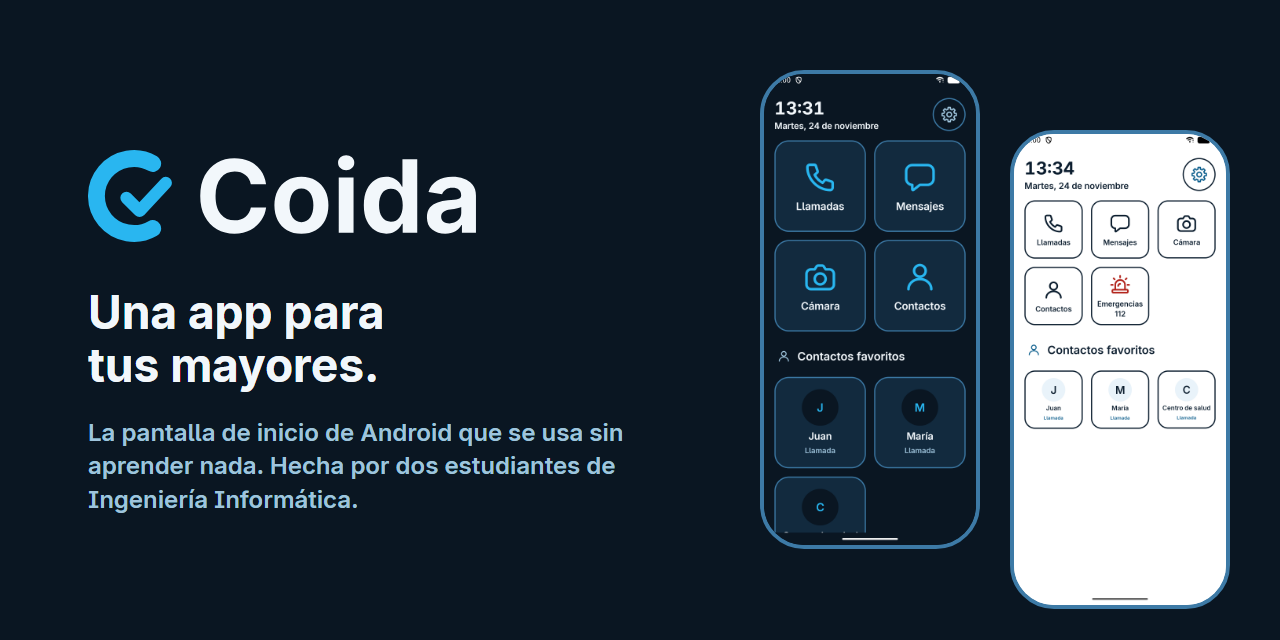 Coida
Una app para
tus mayores.
La pantalla de inicio de Android que se usa sin
aprender nada. Hecha por dos estudiantes de
Ingeniería Informática.
13:31
Martes, 24 de noviembre
Llamadas
Mensajes
Cámara
Contactos
Contactos favoritos
J
M
Juan
María
Llamada
Llamada
C
13:34
Martes, 24 de noviembre
Llamadas
Mensajes
Cámara
Contactos
Emergencias
112
Contactos favoritos
J
M
C
Juan
María
Centro de salud
Llamada
Llamada
Llamada